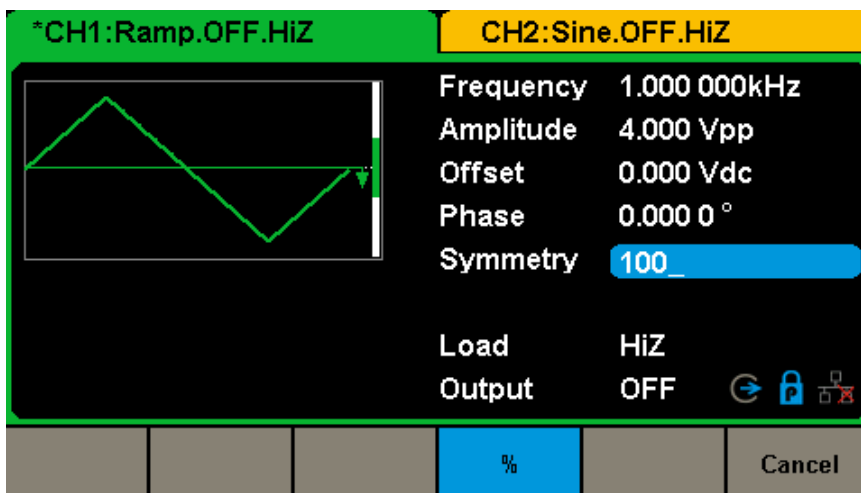 *CH1:Ramp.OFF.HiZ CH2:Sine.OFF.HiZ
Frequency 1.000 000kHz
Amplitude 4.000 Vpp
Offset 0.000 Vdc
Phase 0.000 0 °
Symmetry 100_
Load HiZ
Output OFF
P
% Cancel